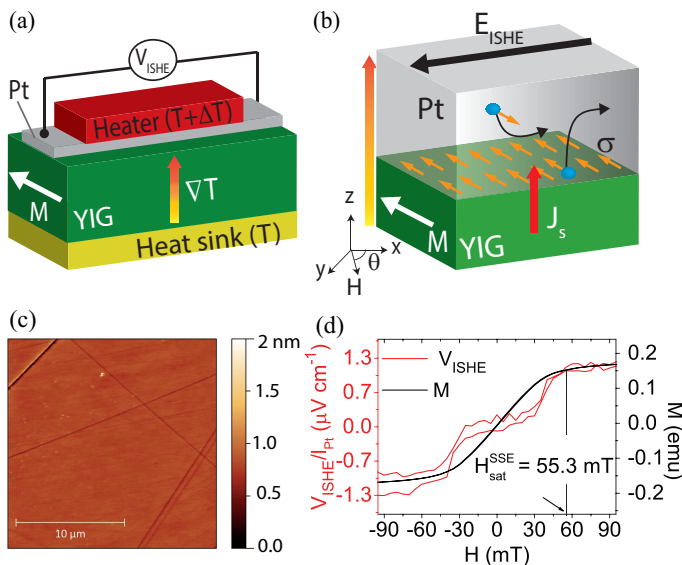 (a)
V_ISHE
Pt
Heater (T+ΔT)
∇T
M
YIG
Heat sink (T)
(b)
E_ISHE
Pt
σ
z
x
y
θ
H
M
YIG
J_s
(c)
2 nm
1.5
1.0
0.5
0.0
10 μm
(d)
V_ISHE
M
H_sat^SSE = 55.3 mT
V_ISHE/l_Pt (μV cm⁻¹)
1.3
0.7
0.0
-0.7
-1.3
M (emu)
0.2
0.1
0.0
-0.1
-0.2
-90 -60 -30 0 30 60 90
H (mT)